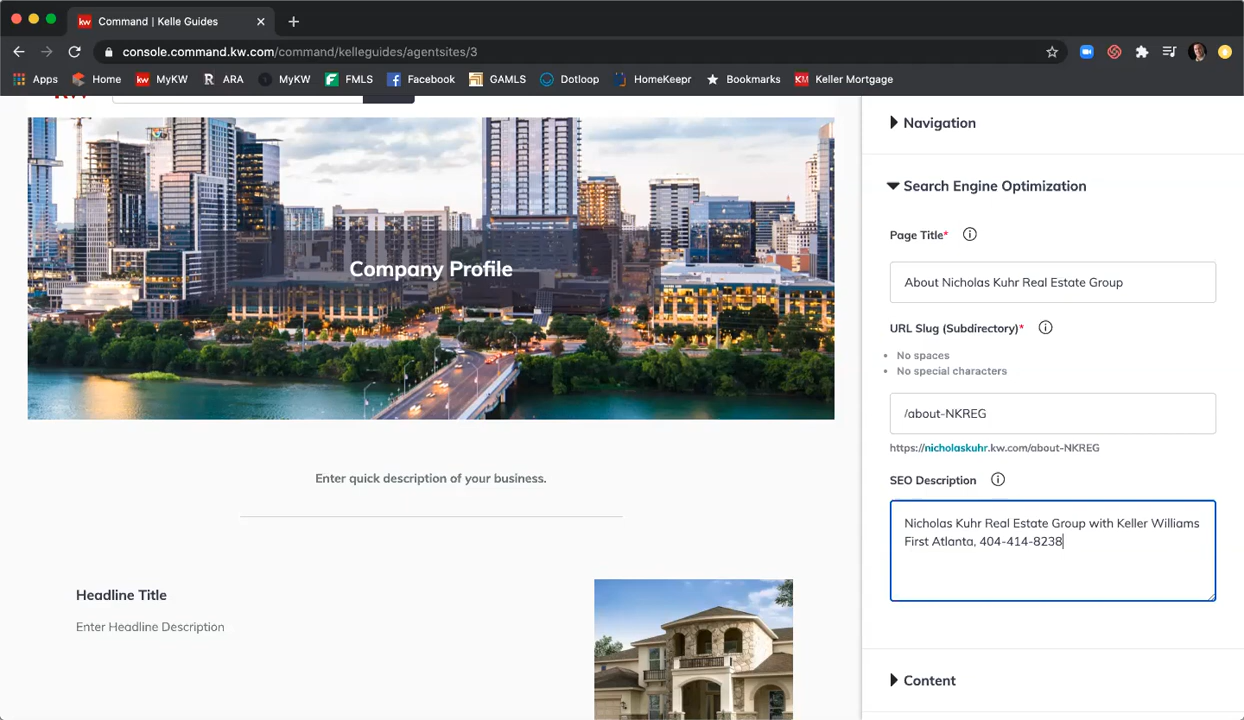 kw Command | Kelle Guides
console.command.kw.com/command/kelleguides/agentsites/3
Apps Home kw MyKW R ARA MyKW FMLS f Facebook GAMLS Dotloop HomeKeepr Bookmarks KM Keller Mortgage
kw
Company Profile
Enter quick description of your business.
Headline Title
Enter Headline Description
Navigation
Search Engine Optimization
Page Title*
About Nicholas Kuhr Real Estate Group
URL Slug (Subdirectory)*
No spaces
No special characters
/about-NKREG
https://nicholaskuhr.kw.com/about-NKREG
SEO Description
Nicholas Kuhr Real Estate Group with Keller Williams
First Atlanta, 404-414-8238
Content